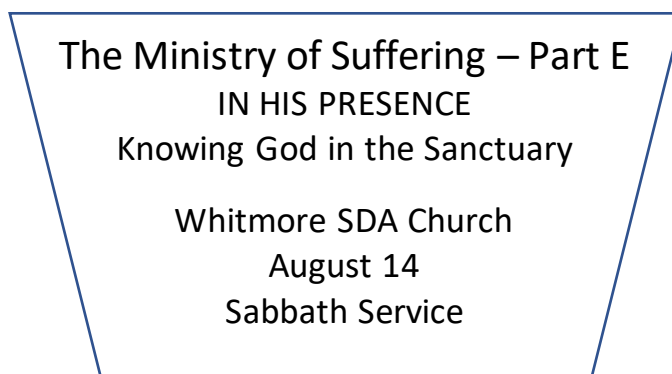 The Ministry of Suffering – Part E
IN HIS PRESENCE
Knowing God in the Sanctuary
Whitmore SDA Church
August 14
Sabbath Service